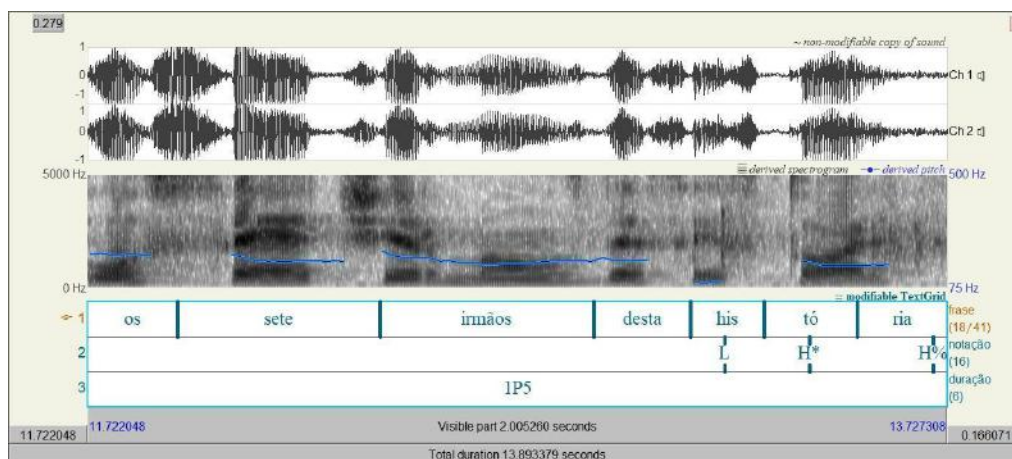 0.279
~ non-modifiable copy of sound
1
0
-1
Ch 1
1
0
-1
Ch 2
5000 Hz
derived spectrogram
derived pitch
500 Hz
0 Hz
75 Hz
modifiable TextGrid
1
os
sete
irmãos
desta
his
tó
ria
frase
(18/41)
2
L
H*
H%
notação
(16)
3
1P5
duração
(6)
11.722048
11.722048
Visible part 2.005260 seconds
13.727308
0.166071
Total duration 13.893379 seconds